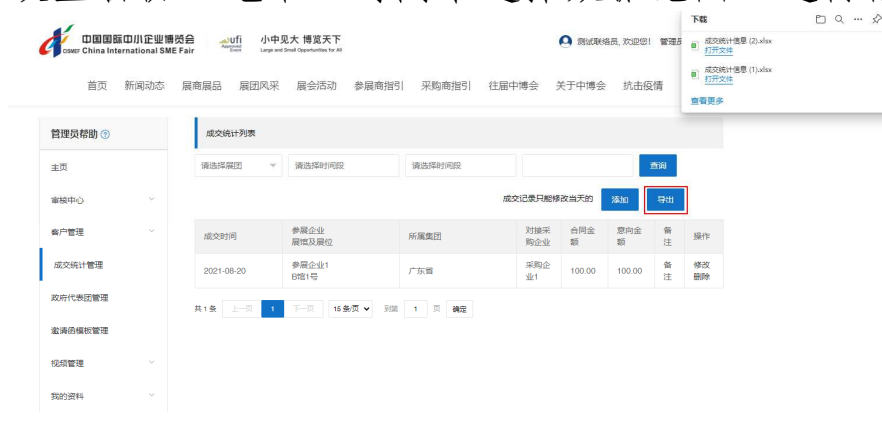 下载
成交统计信息 (2).xlsx
打开文件
成交统计信息 (1).xlsx
打开文件
查看更多
中国国际中小企业博览会
CISMEF China International SME Fair
ufi
Approved
Event
小中见大 博览天下
Large and Small Opportunities for All
测试联络员, 欢迎您!
管理员
首页 新闻动态 展商展品 展团风采 展会活动 参展商指引 采购商指引 往届中博会 关于中博会 抗击疫情
管理员帮助
主页
审核中心
客户管理
成交统计管理
政府代表团管理
邀请函模板管理
视频管理
我的资料
成交统计列表
请选择展团 请选择时间段 请选择时间段 查询
成交记录只能修改当天的 添加 导出
成交时间 参展企业 展馆及展位 所属集团 对接采购企业 合同金额 意向金额 备注 操作
2021-08-20 参展企业1 B馆1号 广东省 采购企业1 100.00 100.00 备注 修改 删除
共 1 条 上一页 1 下一页 15 条/页 到第 1 页 确定